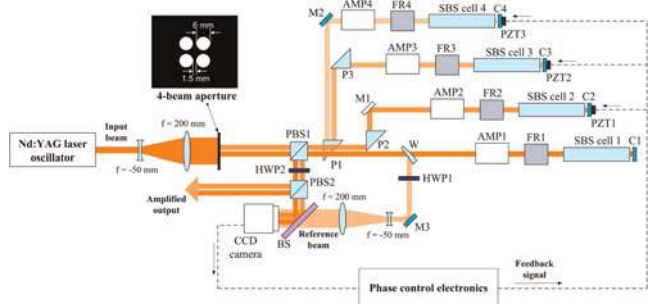 M2
AMP4
FR4
SBS cell 4
C4
PZT3
6 mm
1.5 mm
4-beam aperture
P3
AMP3
FR3
SBS cell 3
C3
PZT2
M1
AMP2
FR2
SBS cell 2
C2
PZT1
Nd:YAG laser
oscillator
Input
beam
f = 200 mm
f = -50 mm
PBS1
P1
P2
W
AMP1
FR1
SBS cell 1
C1
HWP2
PBS2
HWP1
Amplified
output
f = 200 mm
f = -50 mm
M3
CCD
camera
BS
Reference
beam
Phase control electronics
Feedback
signal